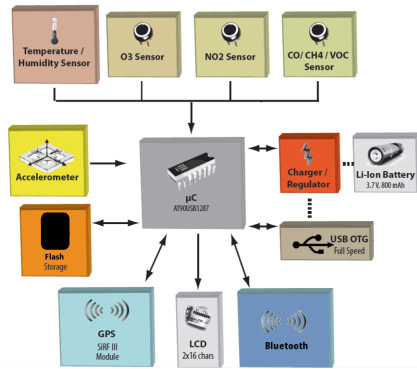 Temperature /
Humidity Sensor
O3 Sensor
NO2 Sensor
CO/ CH4 / VOC
Sensor
Accelerometer
µC
AT90USB1287
Charger /
Regulator
Li-Ion Battery
3.7V, 800 mAh
Flash
Storage
USB OTG
Full Speed
GPS
SiRF III
Module
LCD
2x16 chars
Bluetooth